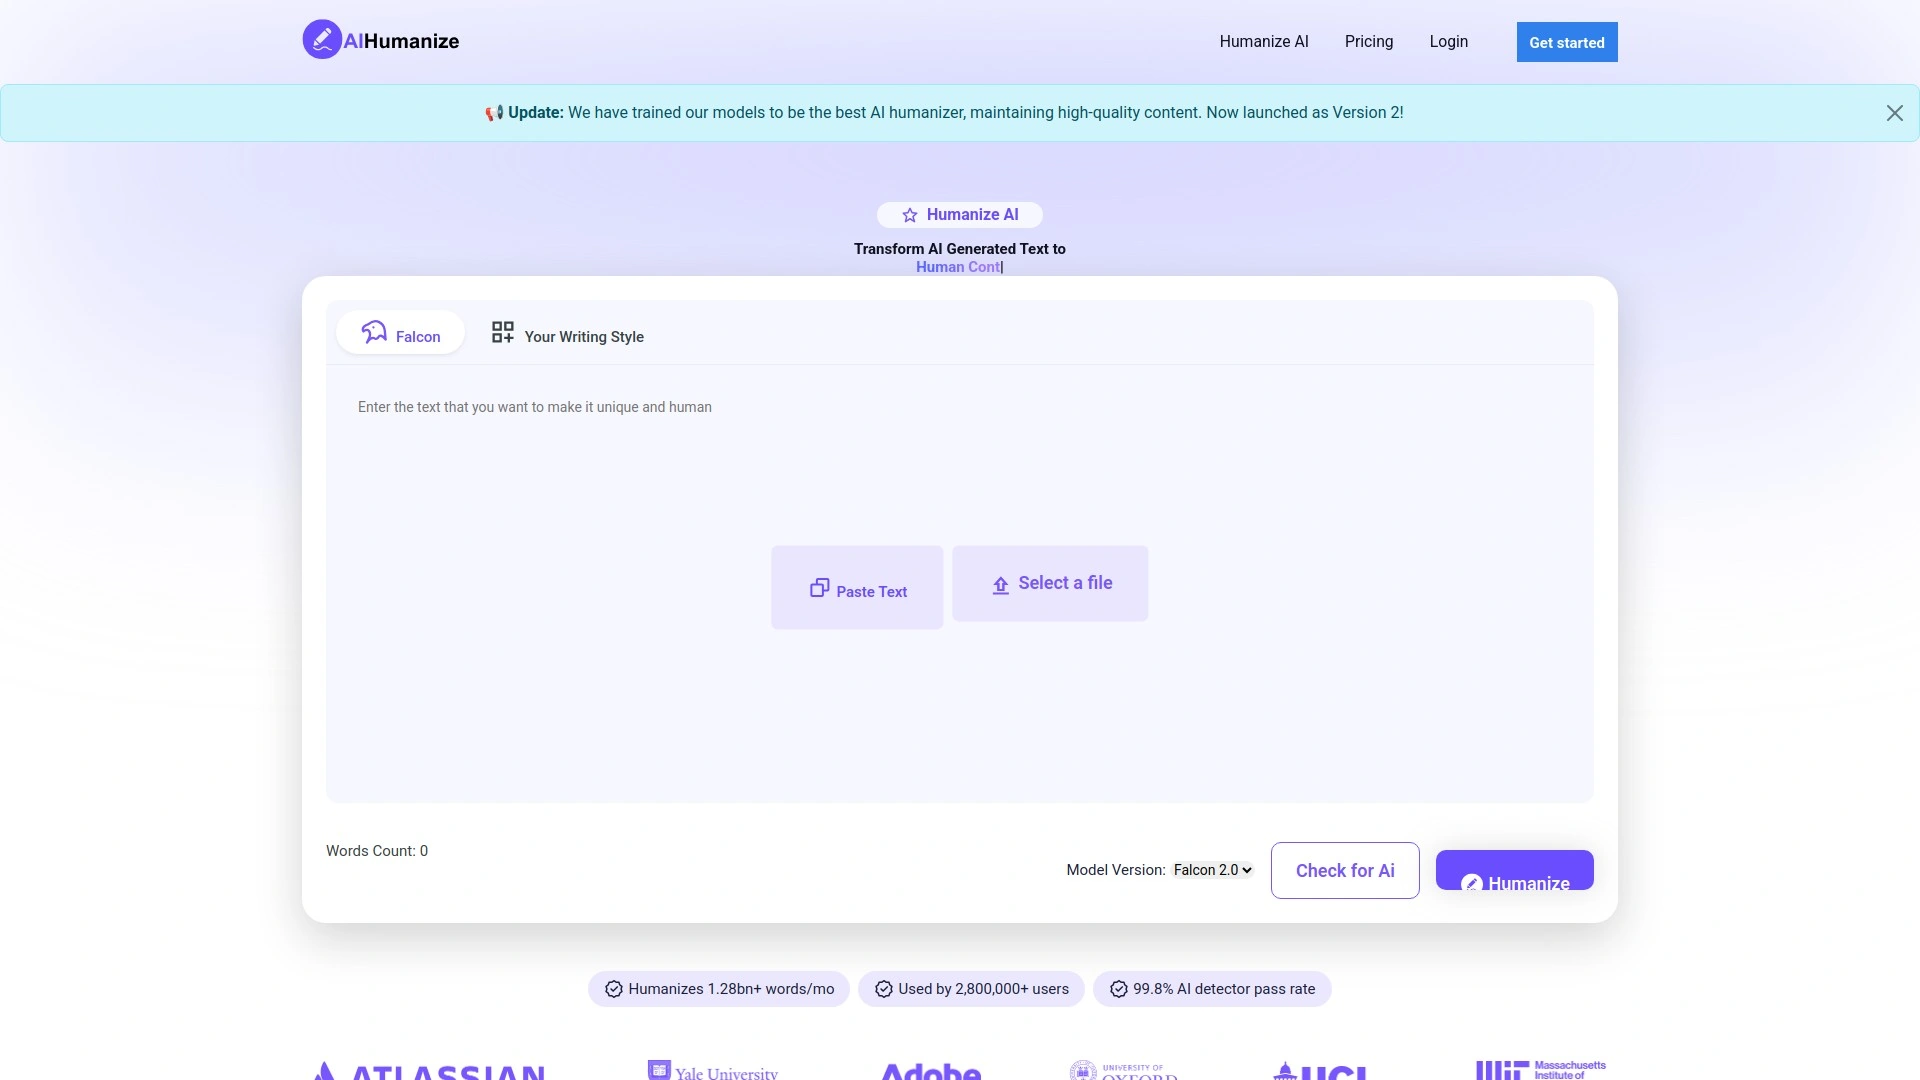 AIHumanize
Humanize AI
Pricing
Login
Get started
📢 Update: We have trained our models to be the best AI humanizer, maintaining high-quality content. Now launched as Version 2!
Humanize AI
Transform AI Generated Text to
Human Cont|
Falcon
Your Writing Style
Enter the text that you want to make it unique and human
Paste Text
Select a file
Words Count: 0
Model Version: Falcon 2.0
Check for Ai
Humanize
Humanizes 1.28bn+ words/mo
Used by 2,800,000+ users
99.8% AI detector pass rate
ATLASSIAN
Yale University
Adobe
UNIVERSITY OF
OXFORD
UCI
Massachusetts
Institute of